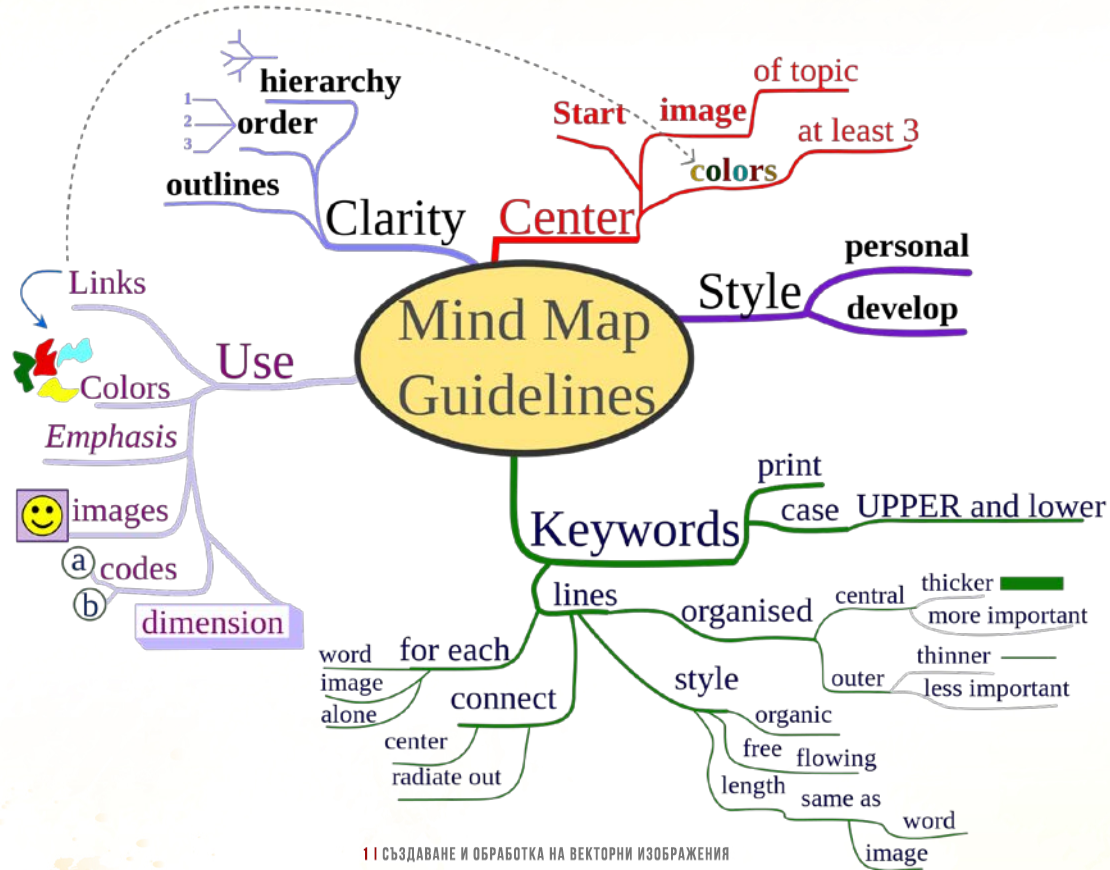 hierarchy
1
2
3
order
outlines
Clarity
Start
image
of topic
colors
at least 3
Center
Style
personal
develop
Mind Map
Guidelines
Links
Use
Colors
Emphasis
images
a
b
codes
dimension
Keywords
print
case
UPPER and lower
lines
organised
central
thicker
more important
outer
thinner
less important
for each
word
image
alone
connect
center
radiate out
style
organic
free
flowing
length
same as
word
image
1 | СЪЗДАВАНЕ И ОБРАБОТКА НА ВЕКТОРНИ ИЗОБРАЖЕНИЯ